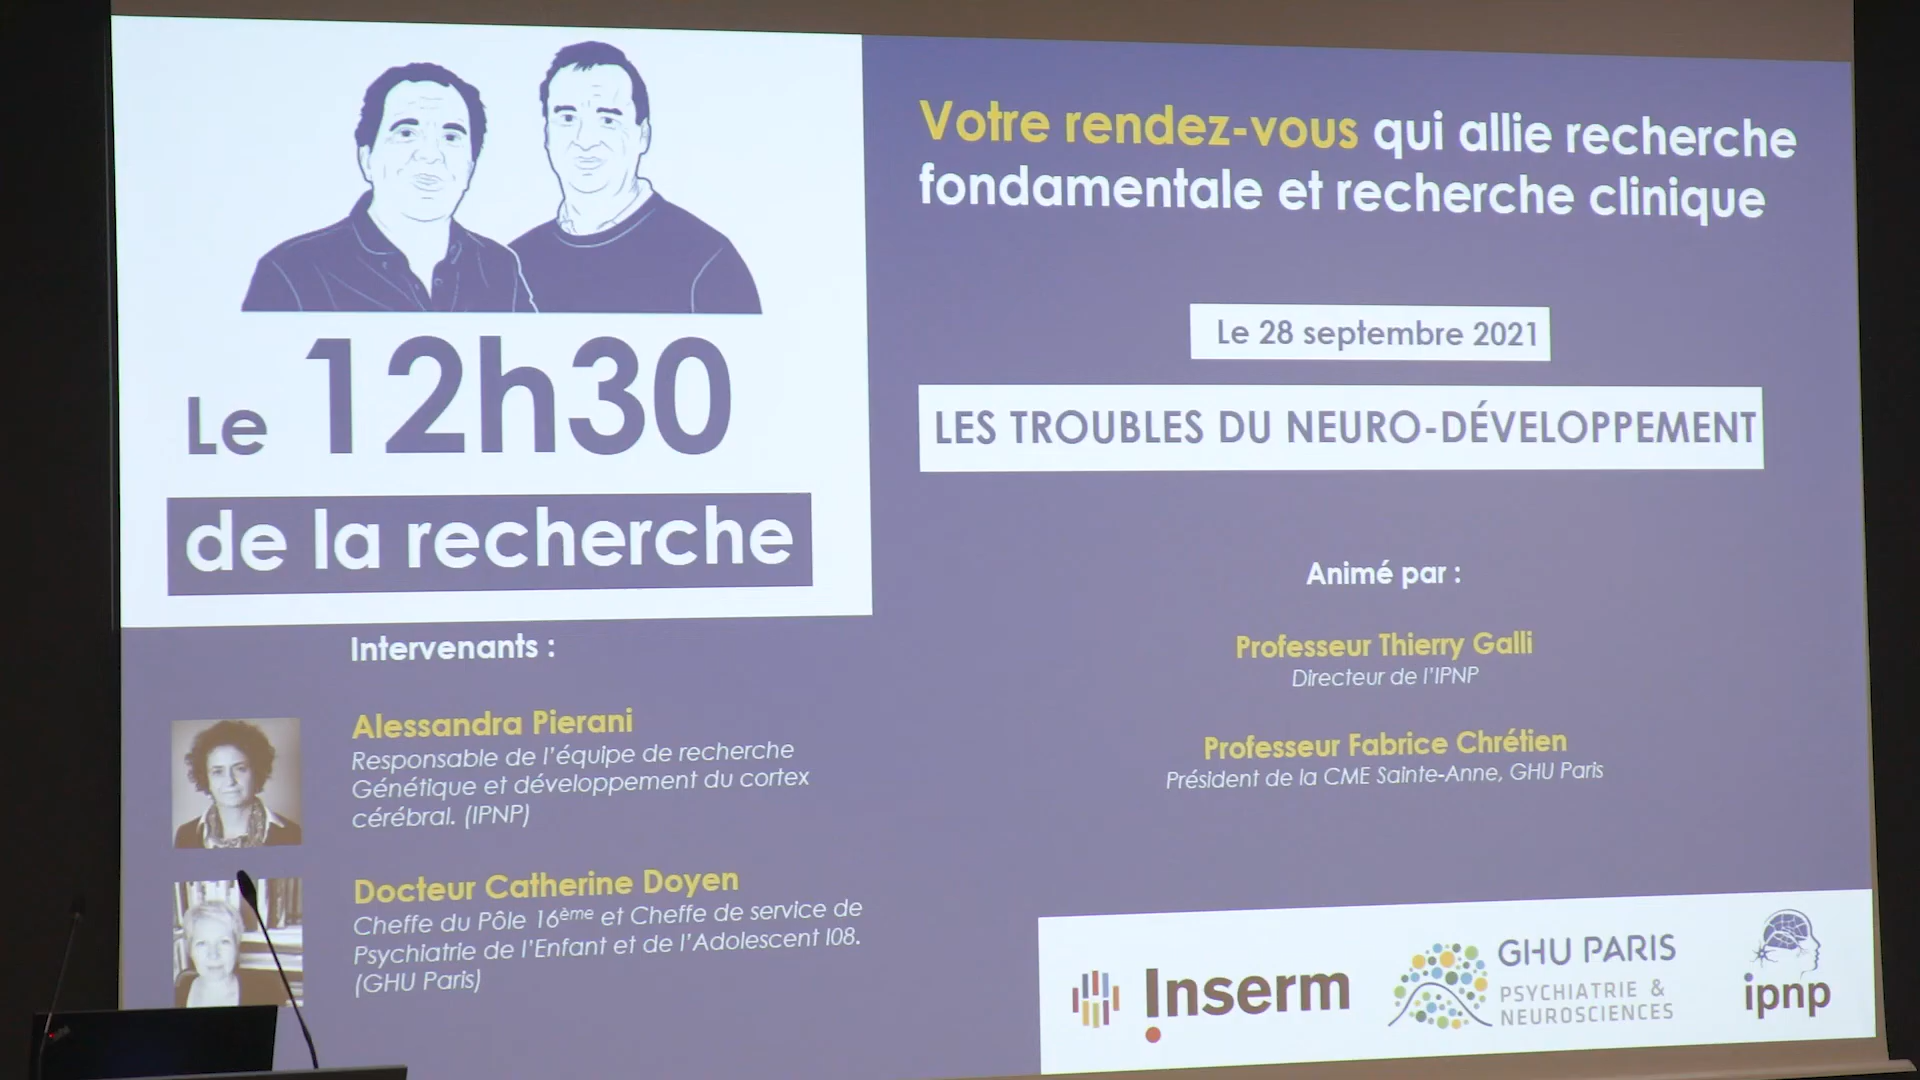 Le 12h30
de la recherche
Votre rendez-vous qui allie recherche
fondamentale et recherche clinique
Le 28 septembre 2021
LES TROUBLES DU NEURO-DÉVELOPPEMENT
Animé par :
Professeur Thierry Galli
Directeur de l'IPNP
Professeur Fabrice Chrétien
Président de la CME Sainte-Anne, GHU Paris
Intervenants :
Alessandra Pierani
Responsable de l'équipe de recherche
Génétique et développement du cortex
cérébral. (IPNP)
Docteur Catherine Doyen
Cheffe du Pôle 16ème et Cheffe de service de
Psychiatrie de l'Enfant et de l'Adolescent I08.
(GHU Paris)
Inserm
GHU PARIS
PSYCHIATRIE &
NEUROSCIENCES
ipnp